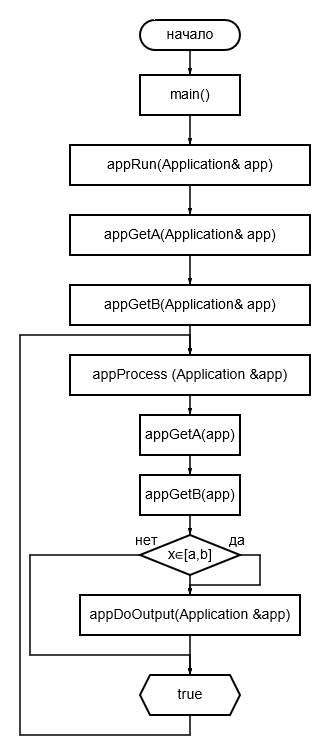 начало
main()
appRun(Application& app)
appGetA(Application& app)
appGetB(Application& app)
appProcess (Application &app)
appGetA(app)
appGetB(app)
нет
да
x∈[a,b]
appDoOutput(Application &app)
true